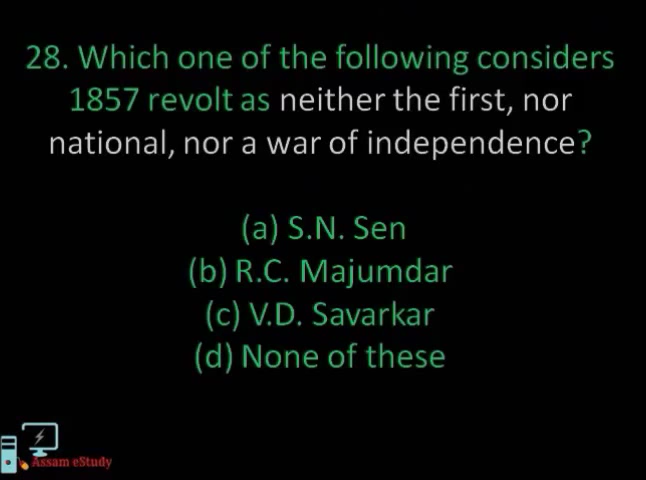 28. Which one of the following considers
1857 revolt as neither the first, nor
national, nor a war of independence?
(a) S.N. Sen
(b) R.C. Majumdar
(c) V.D. Savarkar
(d) None of these
Assam eStudy